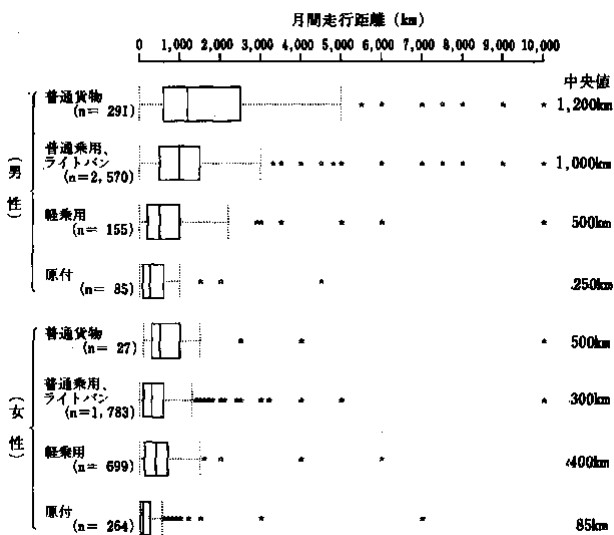 月間走行距離 (km)
0 1,000 2,000 3,000 4,000 5,000 6,000 7,000 8,000 9,000 10,000
中央値
(男性)
普通貨物
(n= 291)
1,200km
普通乗用、
ライトバン
(n=2,570)
1,000km
軽乗用
(n= 155)
500km
原付
(n= 85)
250km
(女性)
普通貨物
(n= 27)
500km
普通乗用、
ライトバン
(n=1,783)
300km
軽乗用
(n= 699)
400km
原付
(n= 264)
85km